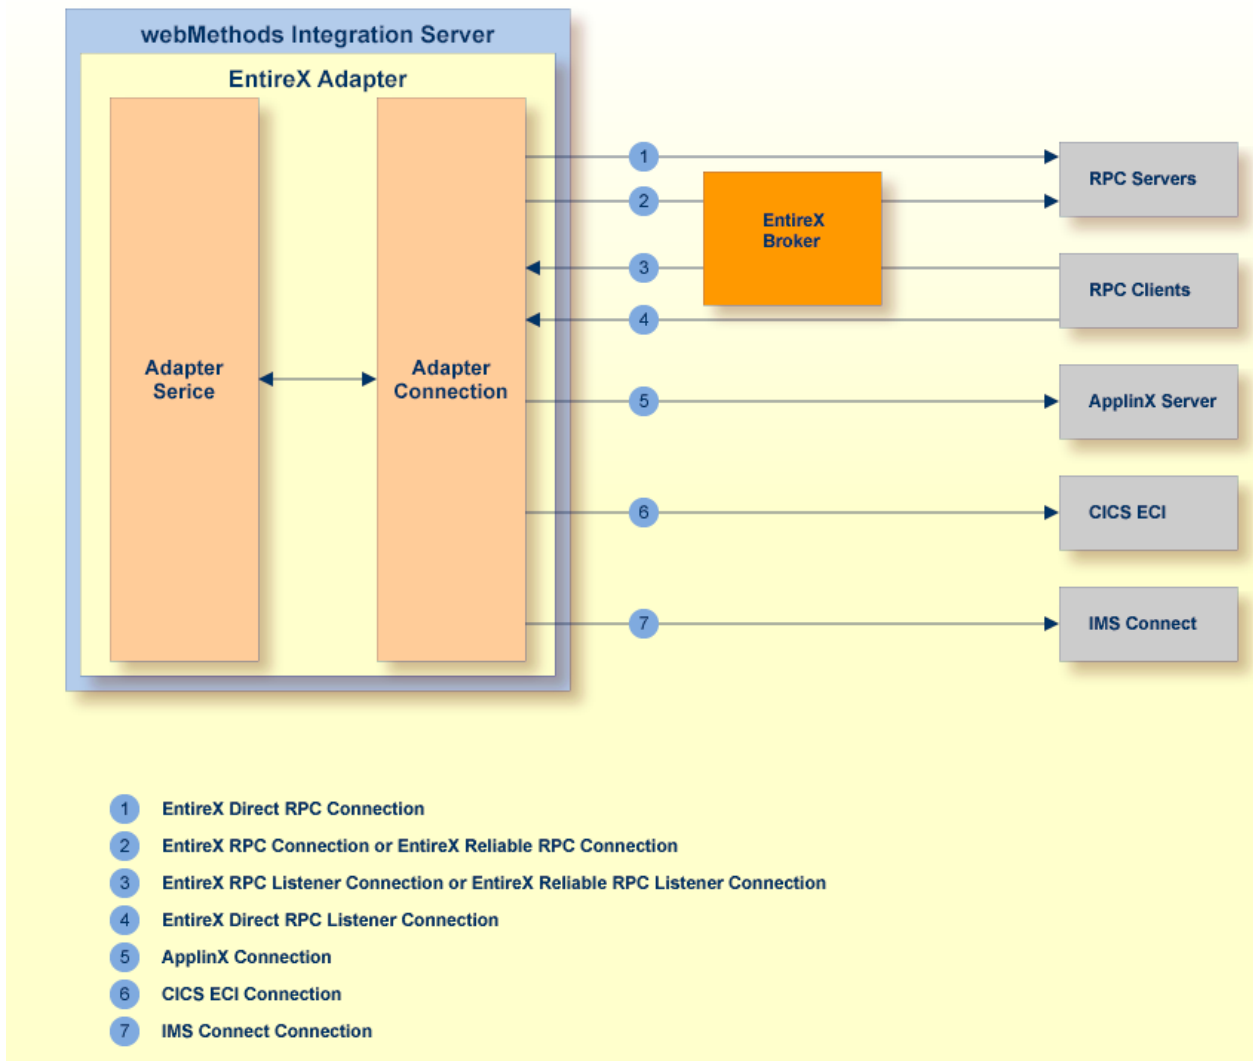 webMethods Integration Server
EntireX Adapter
Adapter
Serice
Adapter
Connection
1
2
3
4
5
6
7
EntireX
Broker
RPC Servers
RPC Clients
ApplinX Server
CICS ECI
IMS Connect
1 EntireX Direct RPC Connection
2 EntireX RPC Connection or EntireX Reliable RPC Connection
3 EntireX RPC Listener Connection or EntireX Reliable RPC Listener Connection
4 EntireX Direct RPC Listener Connection
5 ApplinX Connection
6 CICS ECI Connection
7 IMS Connect Connection